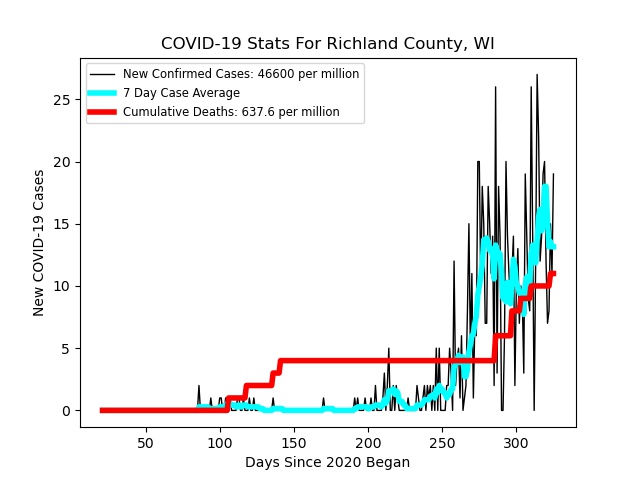 COVID-19 Stats For Richland County, WI
New Confirmed Cases: 46600 per million
7 Day Case Average
Cumulative Deaths: 637.6 per million
New COVID-19 Cases
25
20
15
10
5
0
50 100 150 200 250 300
Days Since 2020 Began